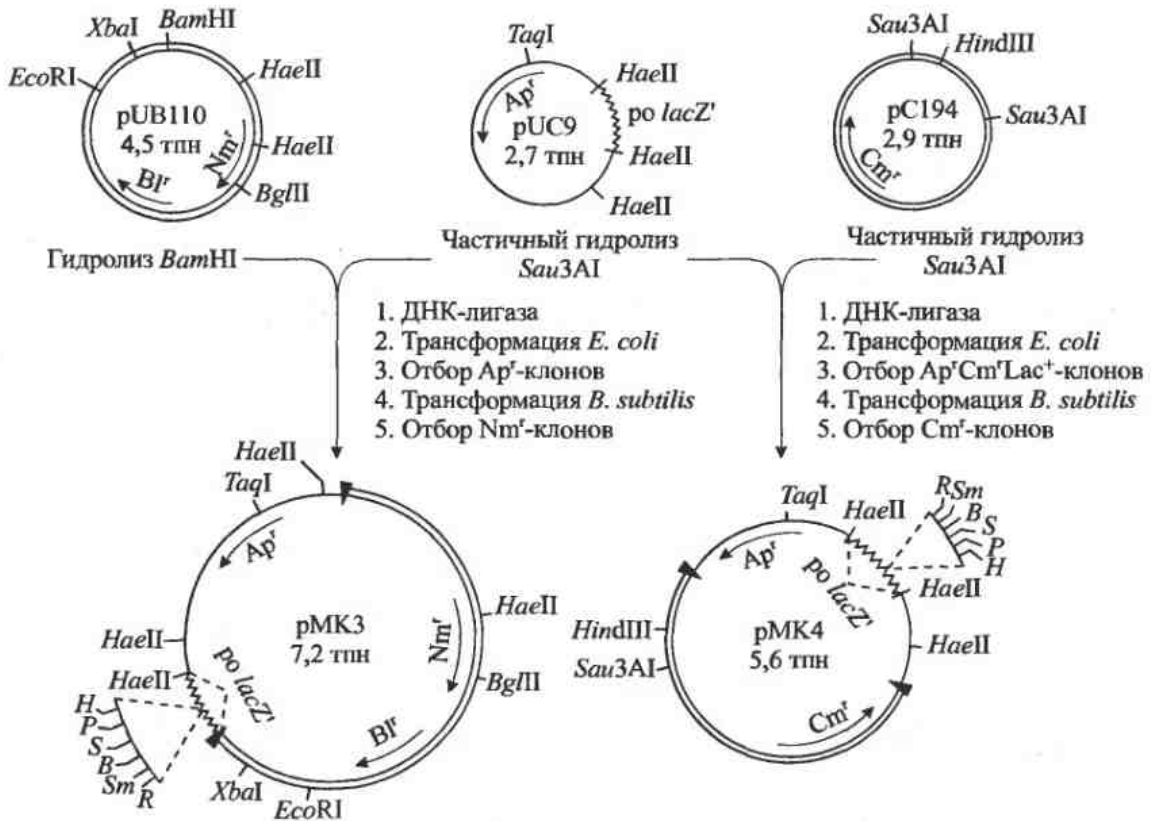 XbaI
BamHI
EcoRI
HaeII
pUB110
4,5 тпн
HaeII
Nmʳ
Blʳ
BglII
Гидролиз BamHI
TaqI
HaeII
Apʳ
po lacZ'
pUC9
2,7 тпн
HaeII
HaeII
Частичный гидролиз
Sau3AI
Sau3AI
HindIII
pC194
2,9 тпн
Sau3AI
Cmʳ
Частичный гидролиз
Sau3AI
1. ДНК-лигаза
2. Трансформация E. coli
3. Отбор Apʳ-клонов
4. Трансформация B. subtilis
5. Отбор Nmʳ-клонов
1. ДНК-лигаза
2. Трансформация E. coli
3. Отбор ApʳCmʳLac⁺-клонов
4. Трансформация B. subtilis
5. Отбор Cmʳ-клонов
HaeII
TaqI
Apʳ
HaeII
pMK3
7,2 тпн
HaeII
Nmʳ
HaeII
po lacZ'
BglII
H
P
S
B
Sm
R
Blʳ
XbaI
EcoRI
TaqI
HaeII
R
Sm
B
S
P
H
Apʳ
po lacZ'
HaeII
HindIII
pMK4
5,6 тпн
HaeII
Sau3AI
Cmʳ